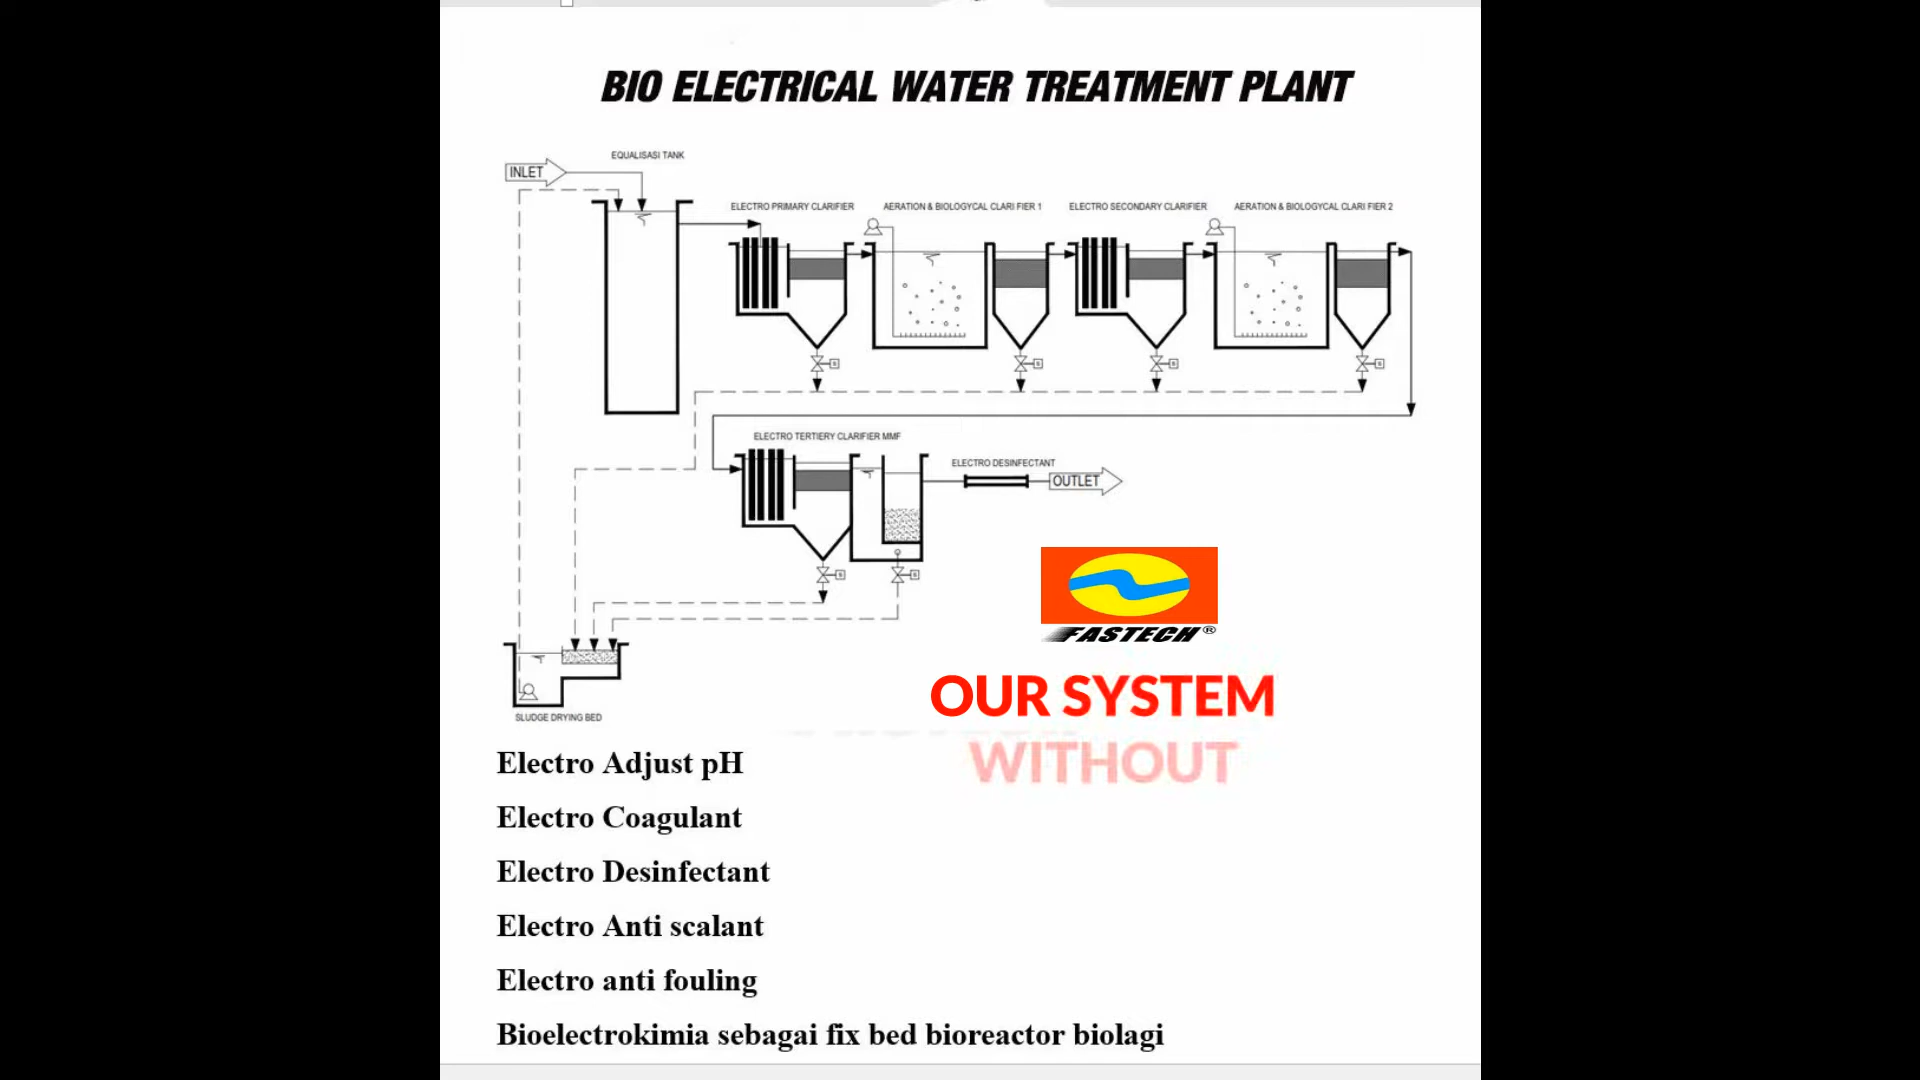 BIO ELECTRICAL WATER TREATMENT PLANT
EQUALISASI TANK
INLET
ELECTRO PRIMARY CLARIFIER
AERATION & BIOLOGYCAL CLARI FIER 1
ELECTRO SECONDARY CLARIFIER
AERATION & BIOLOGYCAL CLARI FIER 2
ELECTRO TERTIERY CLARIFIER MMF
ELECTRO DESINFECTANT
OUTLET
FASTECH®
OUR SYSTEM
WITHOUT
SLUDGE DRYING BED
Electro Adjust pH
Electro Coagulant
Electro Desinfectant
Electro Anti scalant
Electro anti fouling
Bioelectrokimia sebagai fix bed bioreactor biolagi